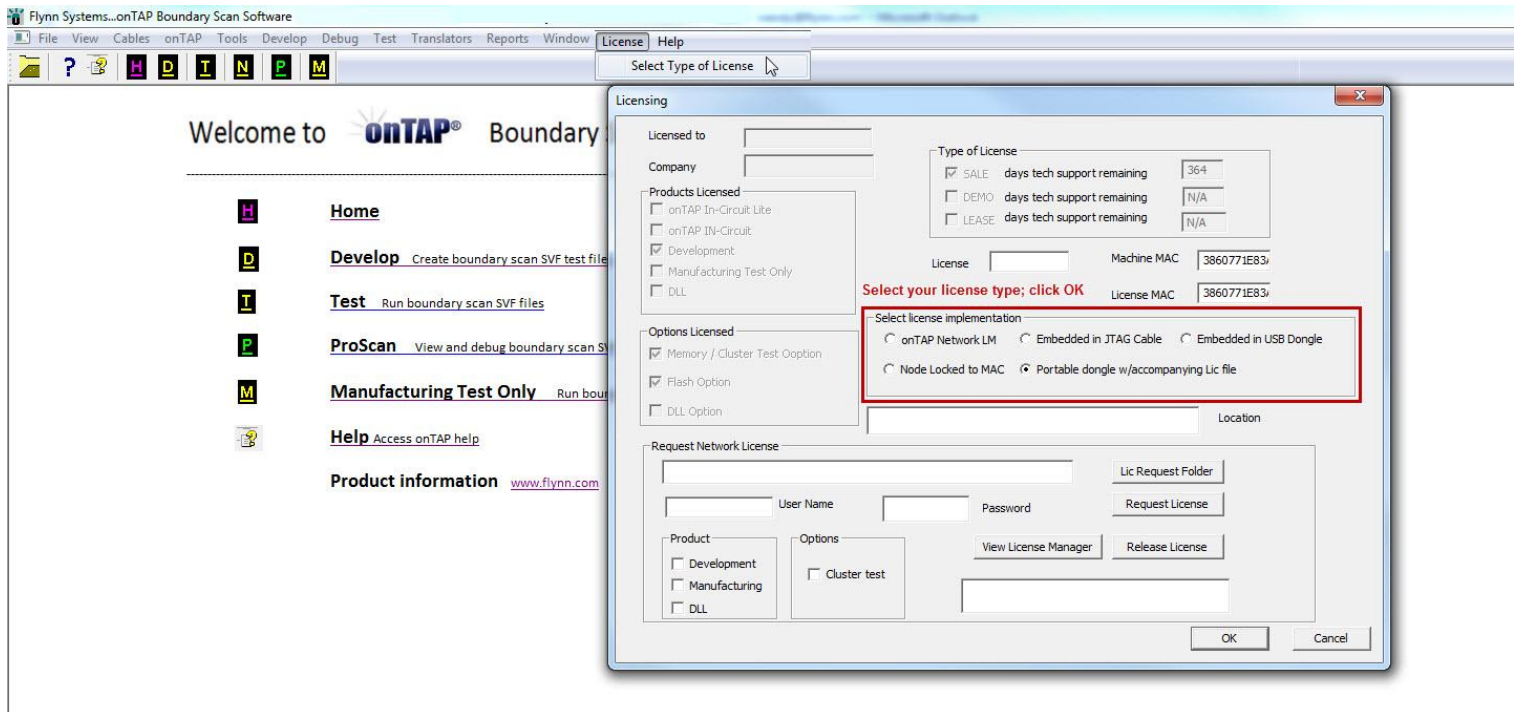 Flynn Systems...onTAP Boundary Scan Software
File View Cables onTAP Tools Develop Debug Test Translators Reports Window License Help
? H D T N P M
Select Type of License
Welcome to onTAP® Boundary
H Home
D Develop Create boundary scan SVF test file
T Test Run boundary scan SVF files
P ProScan View and debug boundary scan SV
M Manufacturing Test Only Run bour
Help Access onTAP help
Product information www.flynn.com
Licensing
Licensed to
Company
Products Licensed
onTAP In-Circuit Lite
onTAP IN-Circuit
Development
Manufacturing Test Only
DLL
Options Licensed
Memory / Cluster Test Ooption
Flash Option
DLL Option
Type of License
SALE days tech support remaining 364
DEMO days tech support remaining N/A
LEASE days tech support remaining N/A
License
Machine MAC 3860771E83
License MAC 3860771E83
Select your license type; click OK
Select license implementation
onTAP Network LM Embedded in JTAG Cable Embedded in USB Dongle
Node Locked to MAC Portable dongle w/accompanying Lic file
Location
Request Network License
Lic Request Folder
User Name Password Request License
Product
Development
Manufacturing
DLL
Options
Cluster test
View License Manager Release License
OK Cancel